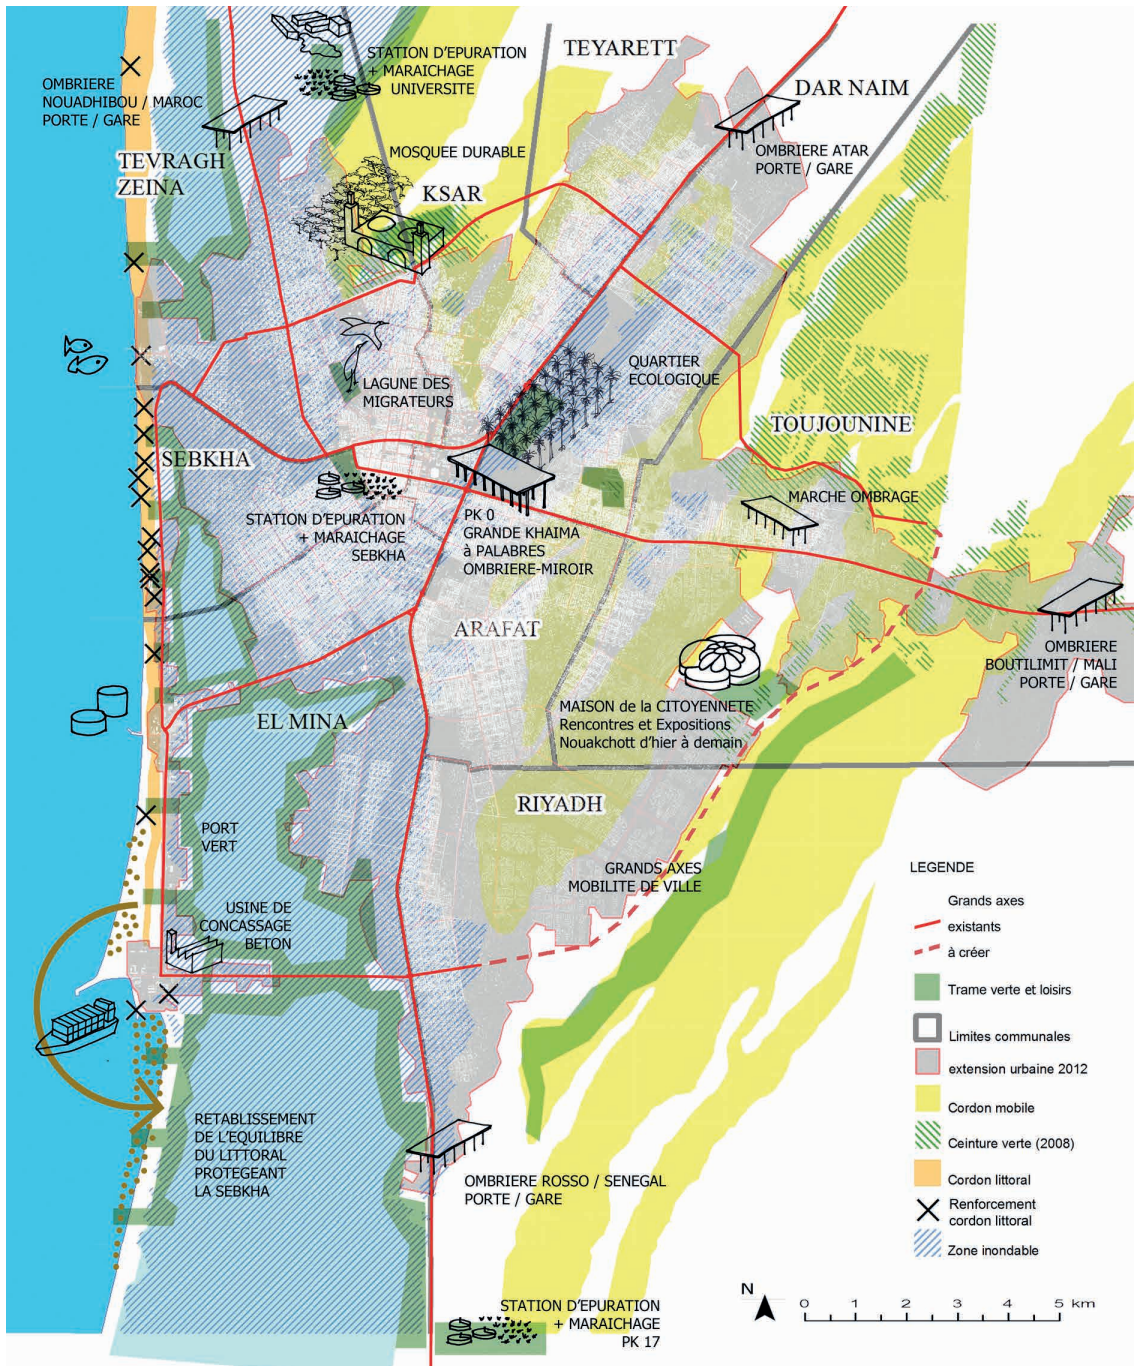 STATION D'EPURATION
+ MARAICHAGE
UNIVERSITE
TEYARETT
DAR NAIM
OMBRIERE
NOUADHIBOU / MAROC
PORTE / GARE
TEVRAGH
ZEINA
MOSQUEE DURABLE
KSAR
OMBRIERE ATAR
PORTE / GARE
LAGUNE DES
MIGRATEURS
QUARTIER
ECOLOGIQUE
TOUJOUNINE
SEBKHA
MARCHE OMBRAGE
STATION D'EPURATION
+ MARAICHAGE
SEBKHA
PK 0
GRANDE KHAIMA
à PALABRES
OMBRIERE-MIROIR
ARAFAT
OMBRIERE
BOUTILIMIT / MALI
PORTE / GARE
MAISON de la CITOYENNETE
Rencontres et Expositions
Nouakchott d'hier à demain
EL MINA
RIYADH
PORT
VERT
GRANDS AXES
MOBILITE DE VILLE
USINE DE
CONCASSAGE
BETON
RETABLISSEMENT
DE L'EQUILIBRE
DU LITTORAL
PROTEGEANT
LA SEBKHA
OMBRIERE ROSSO / SENEGAL
PORTE / GARE
STATION D'EPURATION
+ MARAICHAGE
PK 17
LEGENDE
Grands axes
existants
à créer
Trame verte et loisirs
Limites communales
extension urbaine 2012
Cordon mobile
Ceinture verte (2008)
Cordon littoral
Renforcement
cordon littoral
Zone inondable
N
0 1 2 3 4 5 km